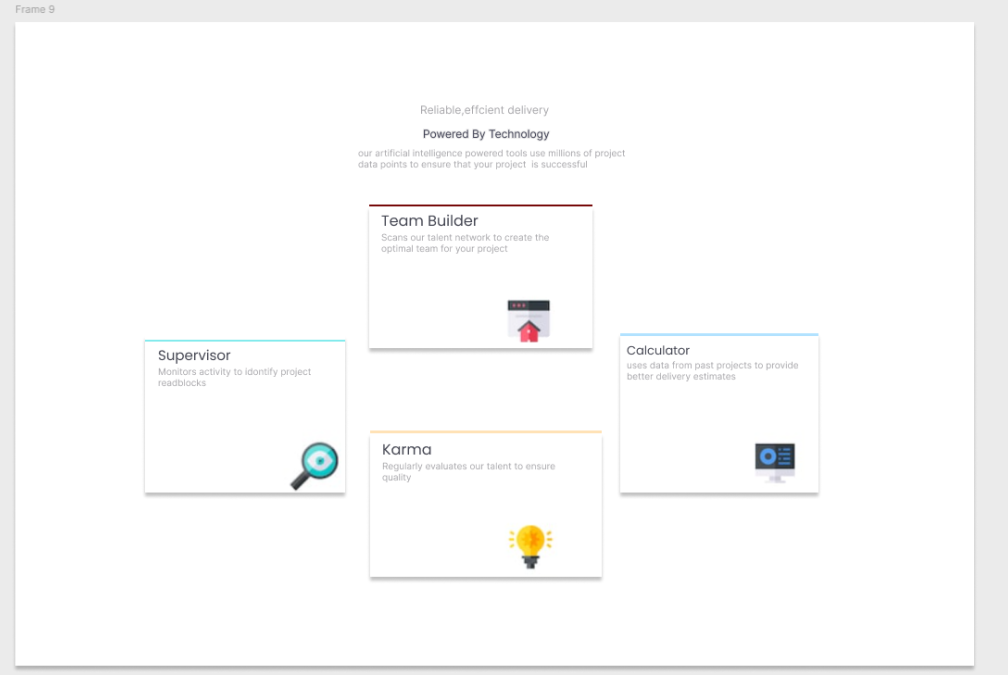 Frame 9
Reliable,effcient delivery
Powered By Technology
our artificial intelligence powered tools use millions of project
data points to ensure that your project is successful
Team Builder
Scans our talent network to create the
optimal team for your project
Supervisor
Monitors activity to idontify project
readblocks
Calculator
uses data from past projects to provide
better delivery estimates
Karma
Regularly evaluates our talent to ensure
quality